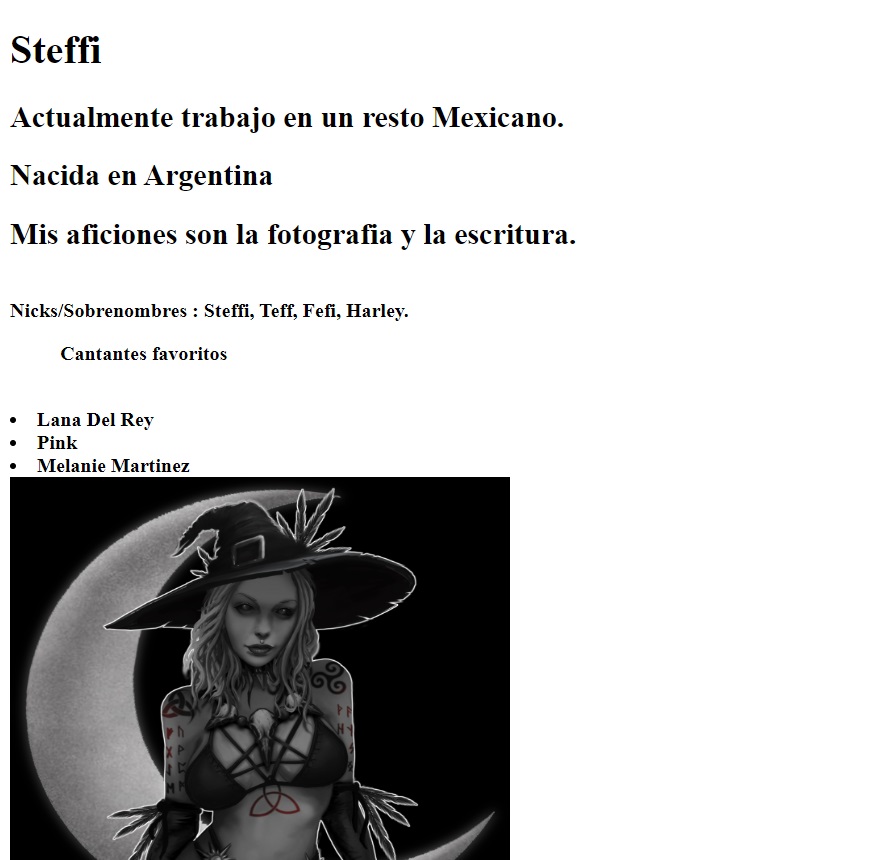 Steffi
Actualmente trabajo en un resto Mexicano.
Nacida en Argentina
Mis aficiones son la fotografia y la escritura.
Nicks/Sobrenombres : Steffi, Teff, Fefi, Harley.
Cantantes favoritos
• Lana Del Rey
• Pink
• Melanie Martinez